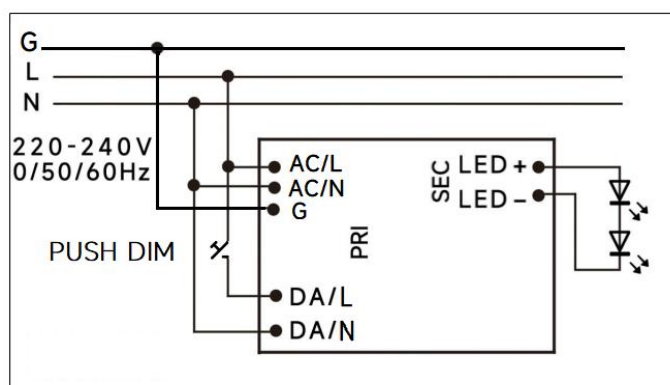 G
L
N
220-240V
0/50/60Hz
AC/L
AC/N
G
PRI
SEC
LED +
LED -
PUSH DIM
DA/L
DA/N